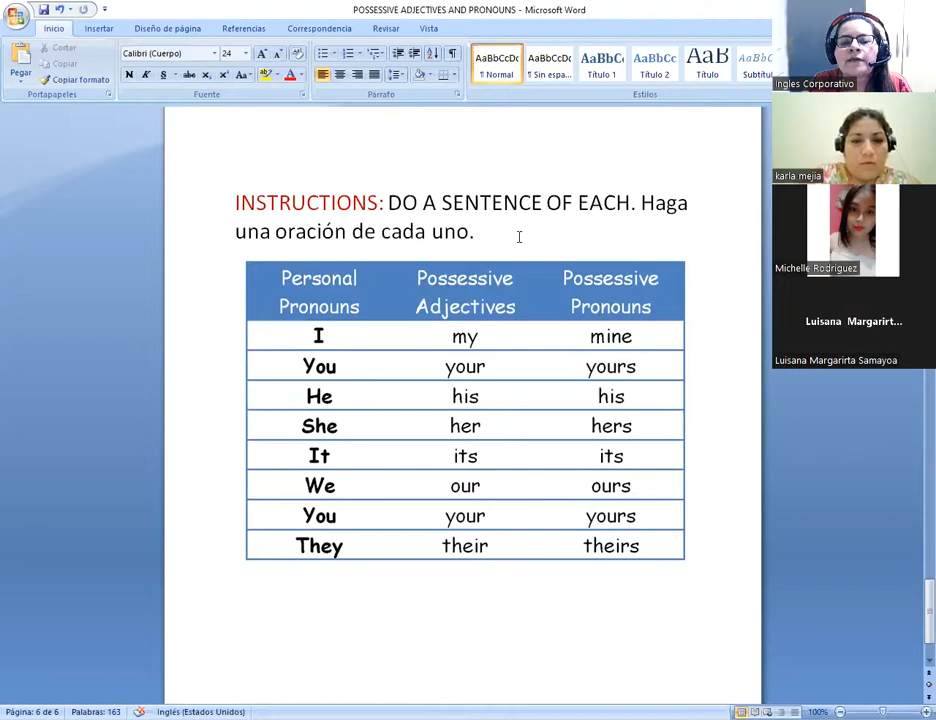 POSSESSIVE ADJECTIVES AND PRONOUNS - Microsoft Word
Inicio Insertar Diseño de página Referencias Correspondencia Revisar Vista
Pegar
Cortar
Copiar
Copiar formato
Portapapeles
Calibri (Cuerpo) 24
Fuente
Párrafo
AaBbCcDc AaBbCcDc AaBbCc AaBbCc AaB AaBbCc
¶ Normal ¶ Sin espa... Título 1 Título 2 Título Subtítu
Estilos
Ingles Corporativo
karla mejia
Michelle Rodriguez
Luisana Margarirt...
Luisana Margarirta Samayoa
INSTRUCTIONS: DO A SENTENCE OF EACH. Haga
una oración de cada uno.
Personal Pronouns Possessive Adjectives Possessive Pronouns
I my mine
You your yours
He his his
She her hers
It its its
We our ours
You your yours
They their theirs
Página: 6 de 6 Palabras: 163 Inglés (Estados Unidos) 100%